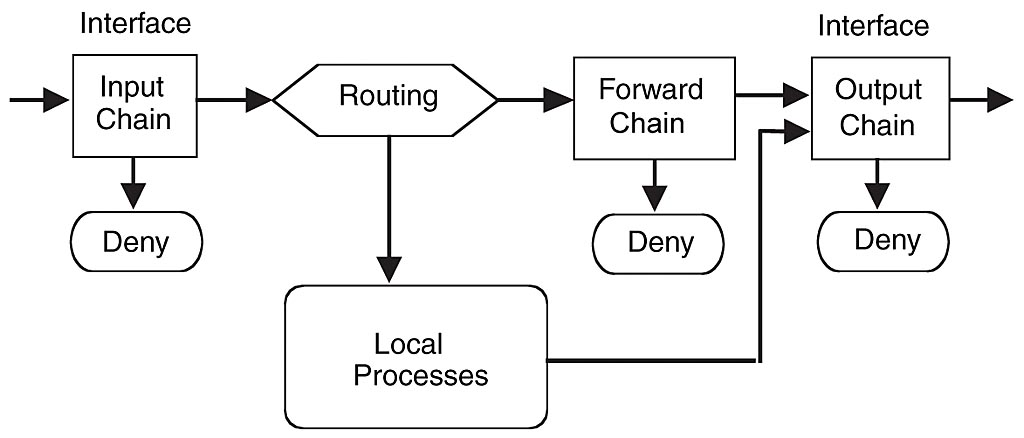 Interface
Interface
Input
Chain
Routing
Forward
Chain
Output
Chain
Deny
Deny
Deny
Local
Processes